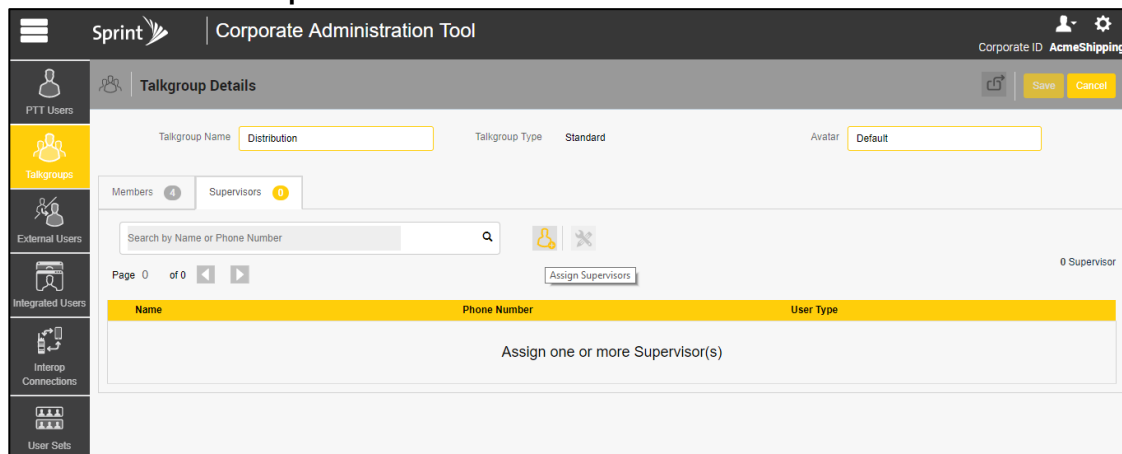 Sprint Corporate Administration Tool
Corporate ID AcmeShipping
PTT Users
Talkgroup Details
Save Cancel
Talkgroups
Talkgroup Name Distribution Talkgroup Type Standard Avatar Default
Members 4 Supervisors 0
External Users
Search by Name or Phone Number
0 Supervisor
Page 0 of 0
Assign Supervisors
Integrated Users
Name Phone Number User Type
Assign one or more Supervisor(s)
Interop
Connections
User Sets